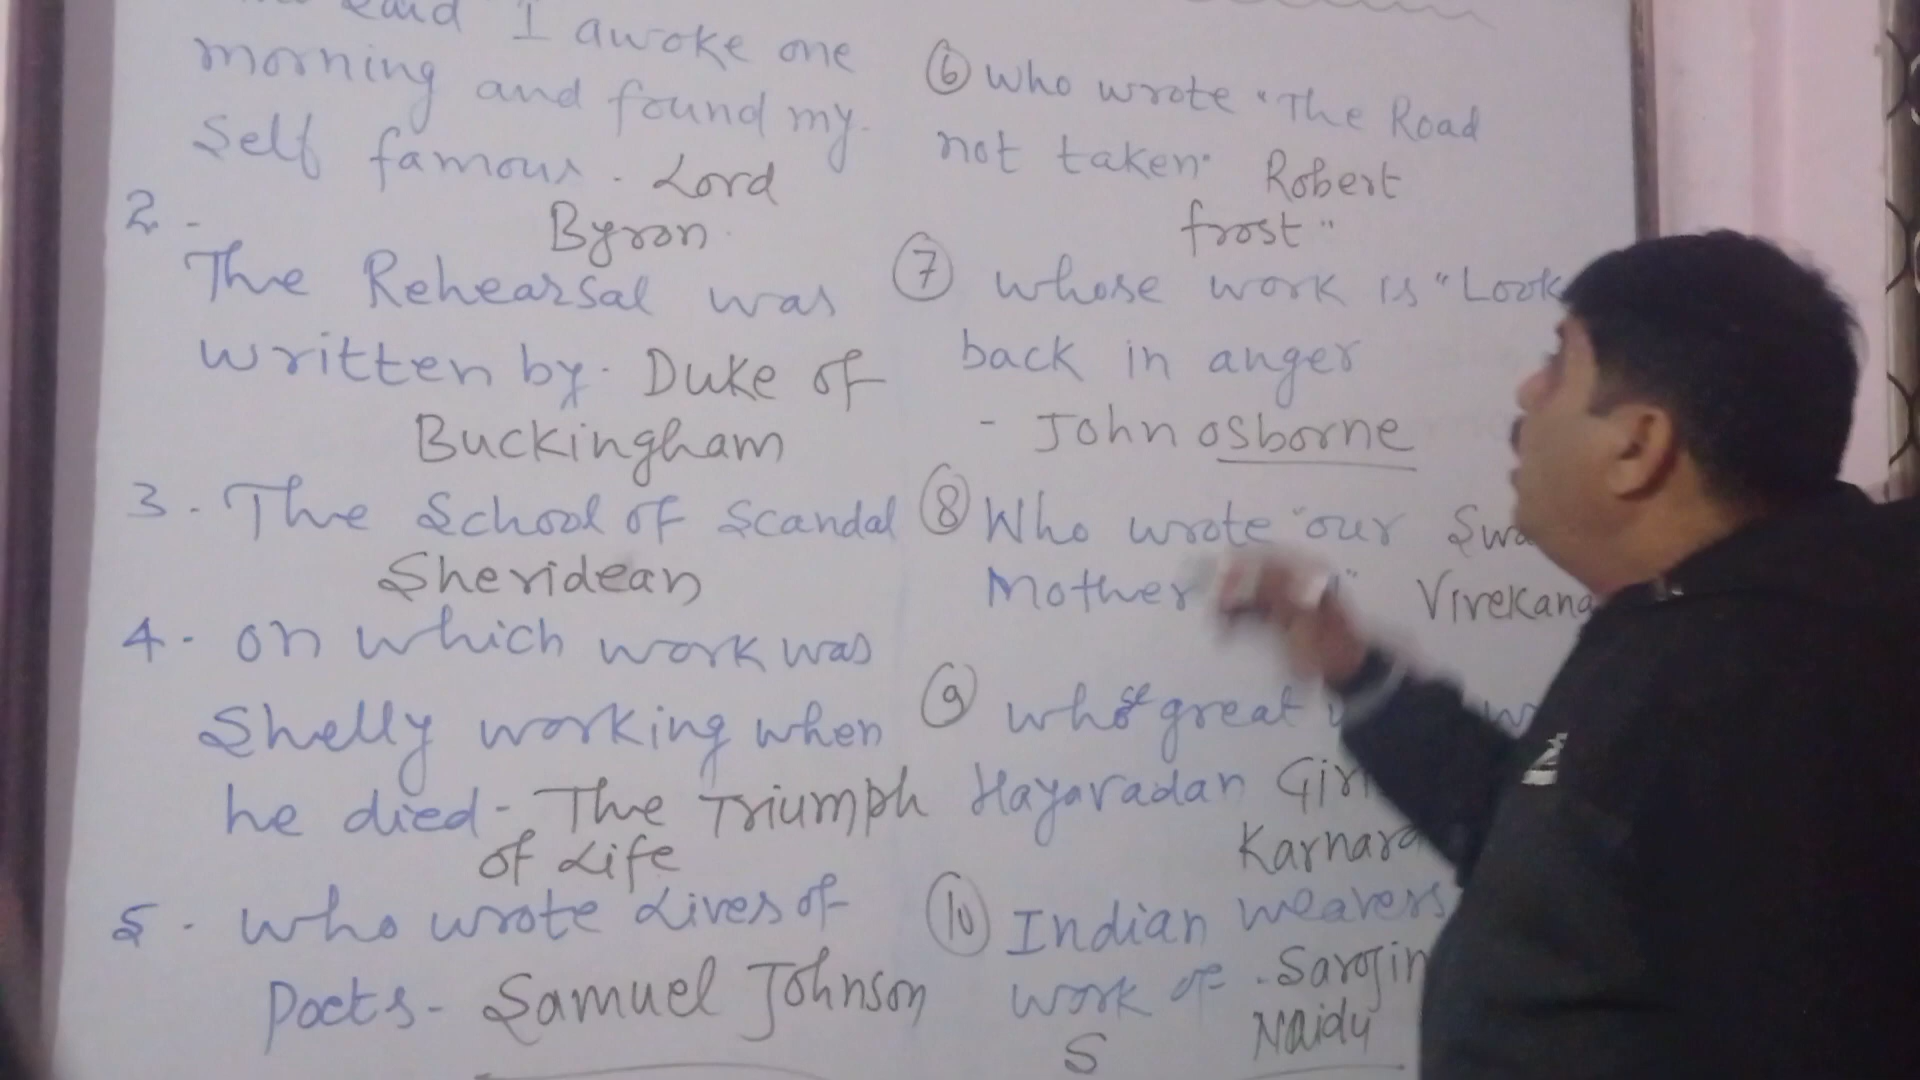 said I awoke one
morning and found my
self famous. Lord
Byron.
2 -
The Rehearsal was
written by. Duke of
Buckingham
3. The School of Scandal
Sheridean
4. on which work was
Shelly working when
he died - The Triumph
of Life
5. who wrote Lives of
Poets - Samuel Johnson
6 Who wrote "The Road
not taken" Robert
frost"
7 whose work is "Look
back in anger
- John osborne
8 Who wrote "our
Mother
9 whose great
Hayavadan
10 Indian weavers
work of .
Naidu
S